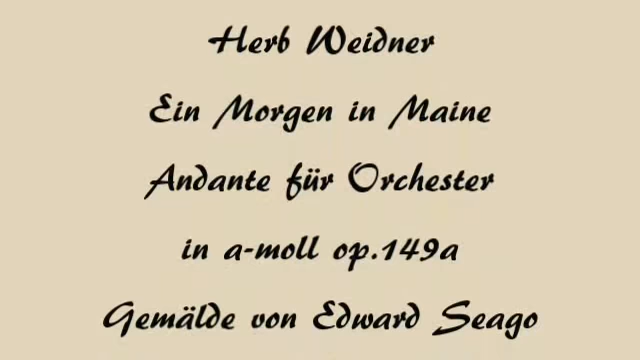 Herb Weidner
Ein Morgen in Maine
Andante für Orchester
in a-moll op.149a
Gemälde von Edward Seago